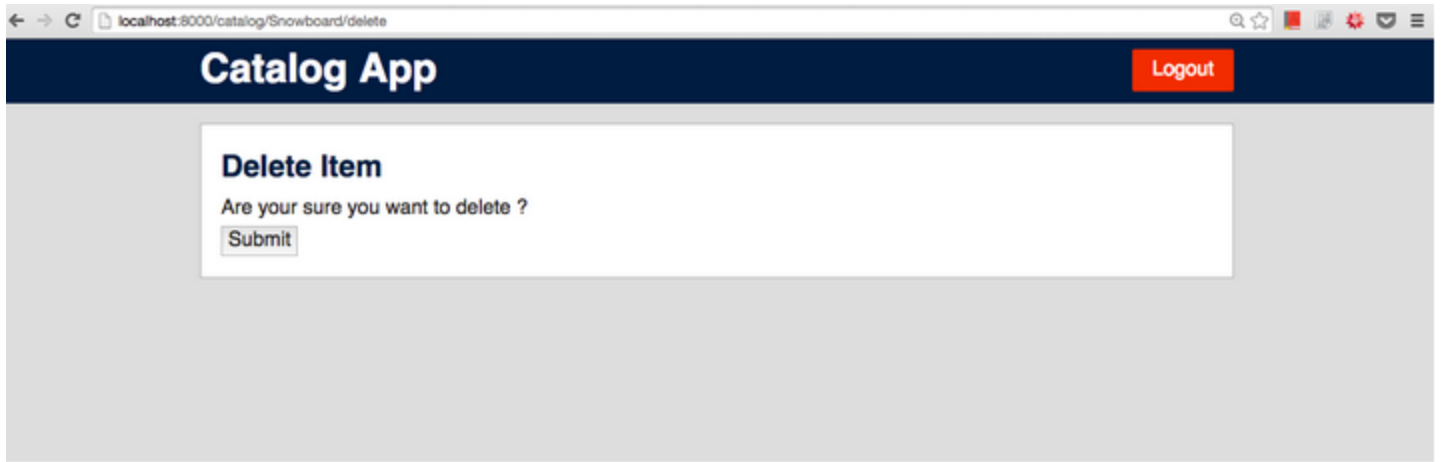 localhost:8000/catalog/Snowboard/delete
Catalog App
Logout
Delete Item
Are your sure you want to delete ?
Submit